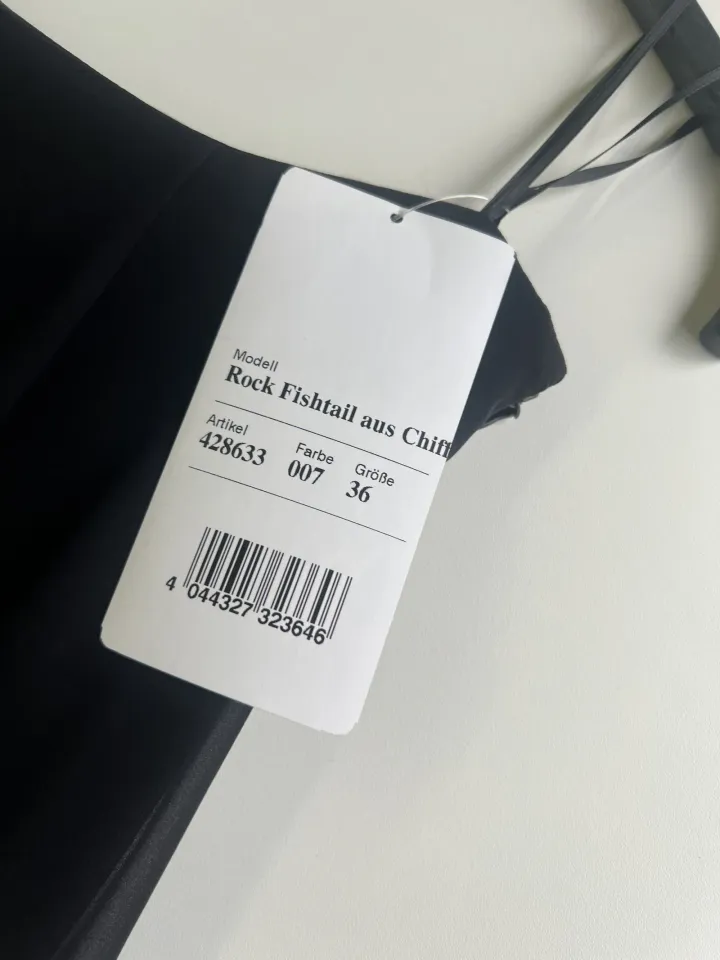 Modell
Rock Fishtail aus Chiff
Artikel Farbe Größe
428633 007 36
4 044327 323646